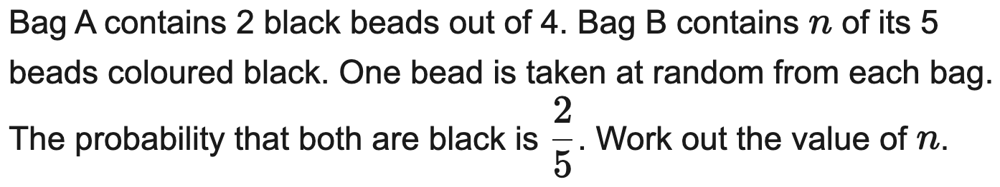 Bag A contains 2 black beads out of 4. Bag B contains n of its 5
beads coloured black. One bead is taken at random from each bag.
The probability that both are black is 2/5. Work out the value of n.